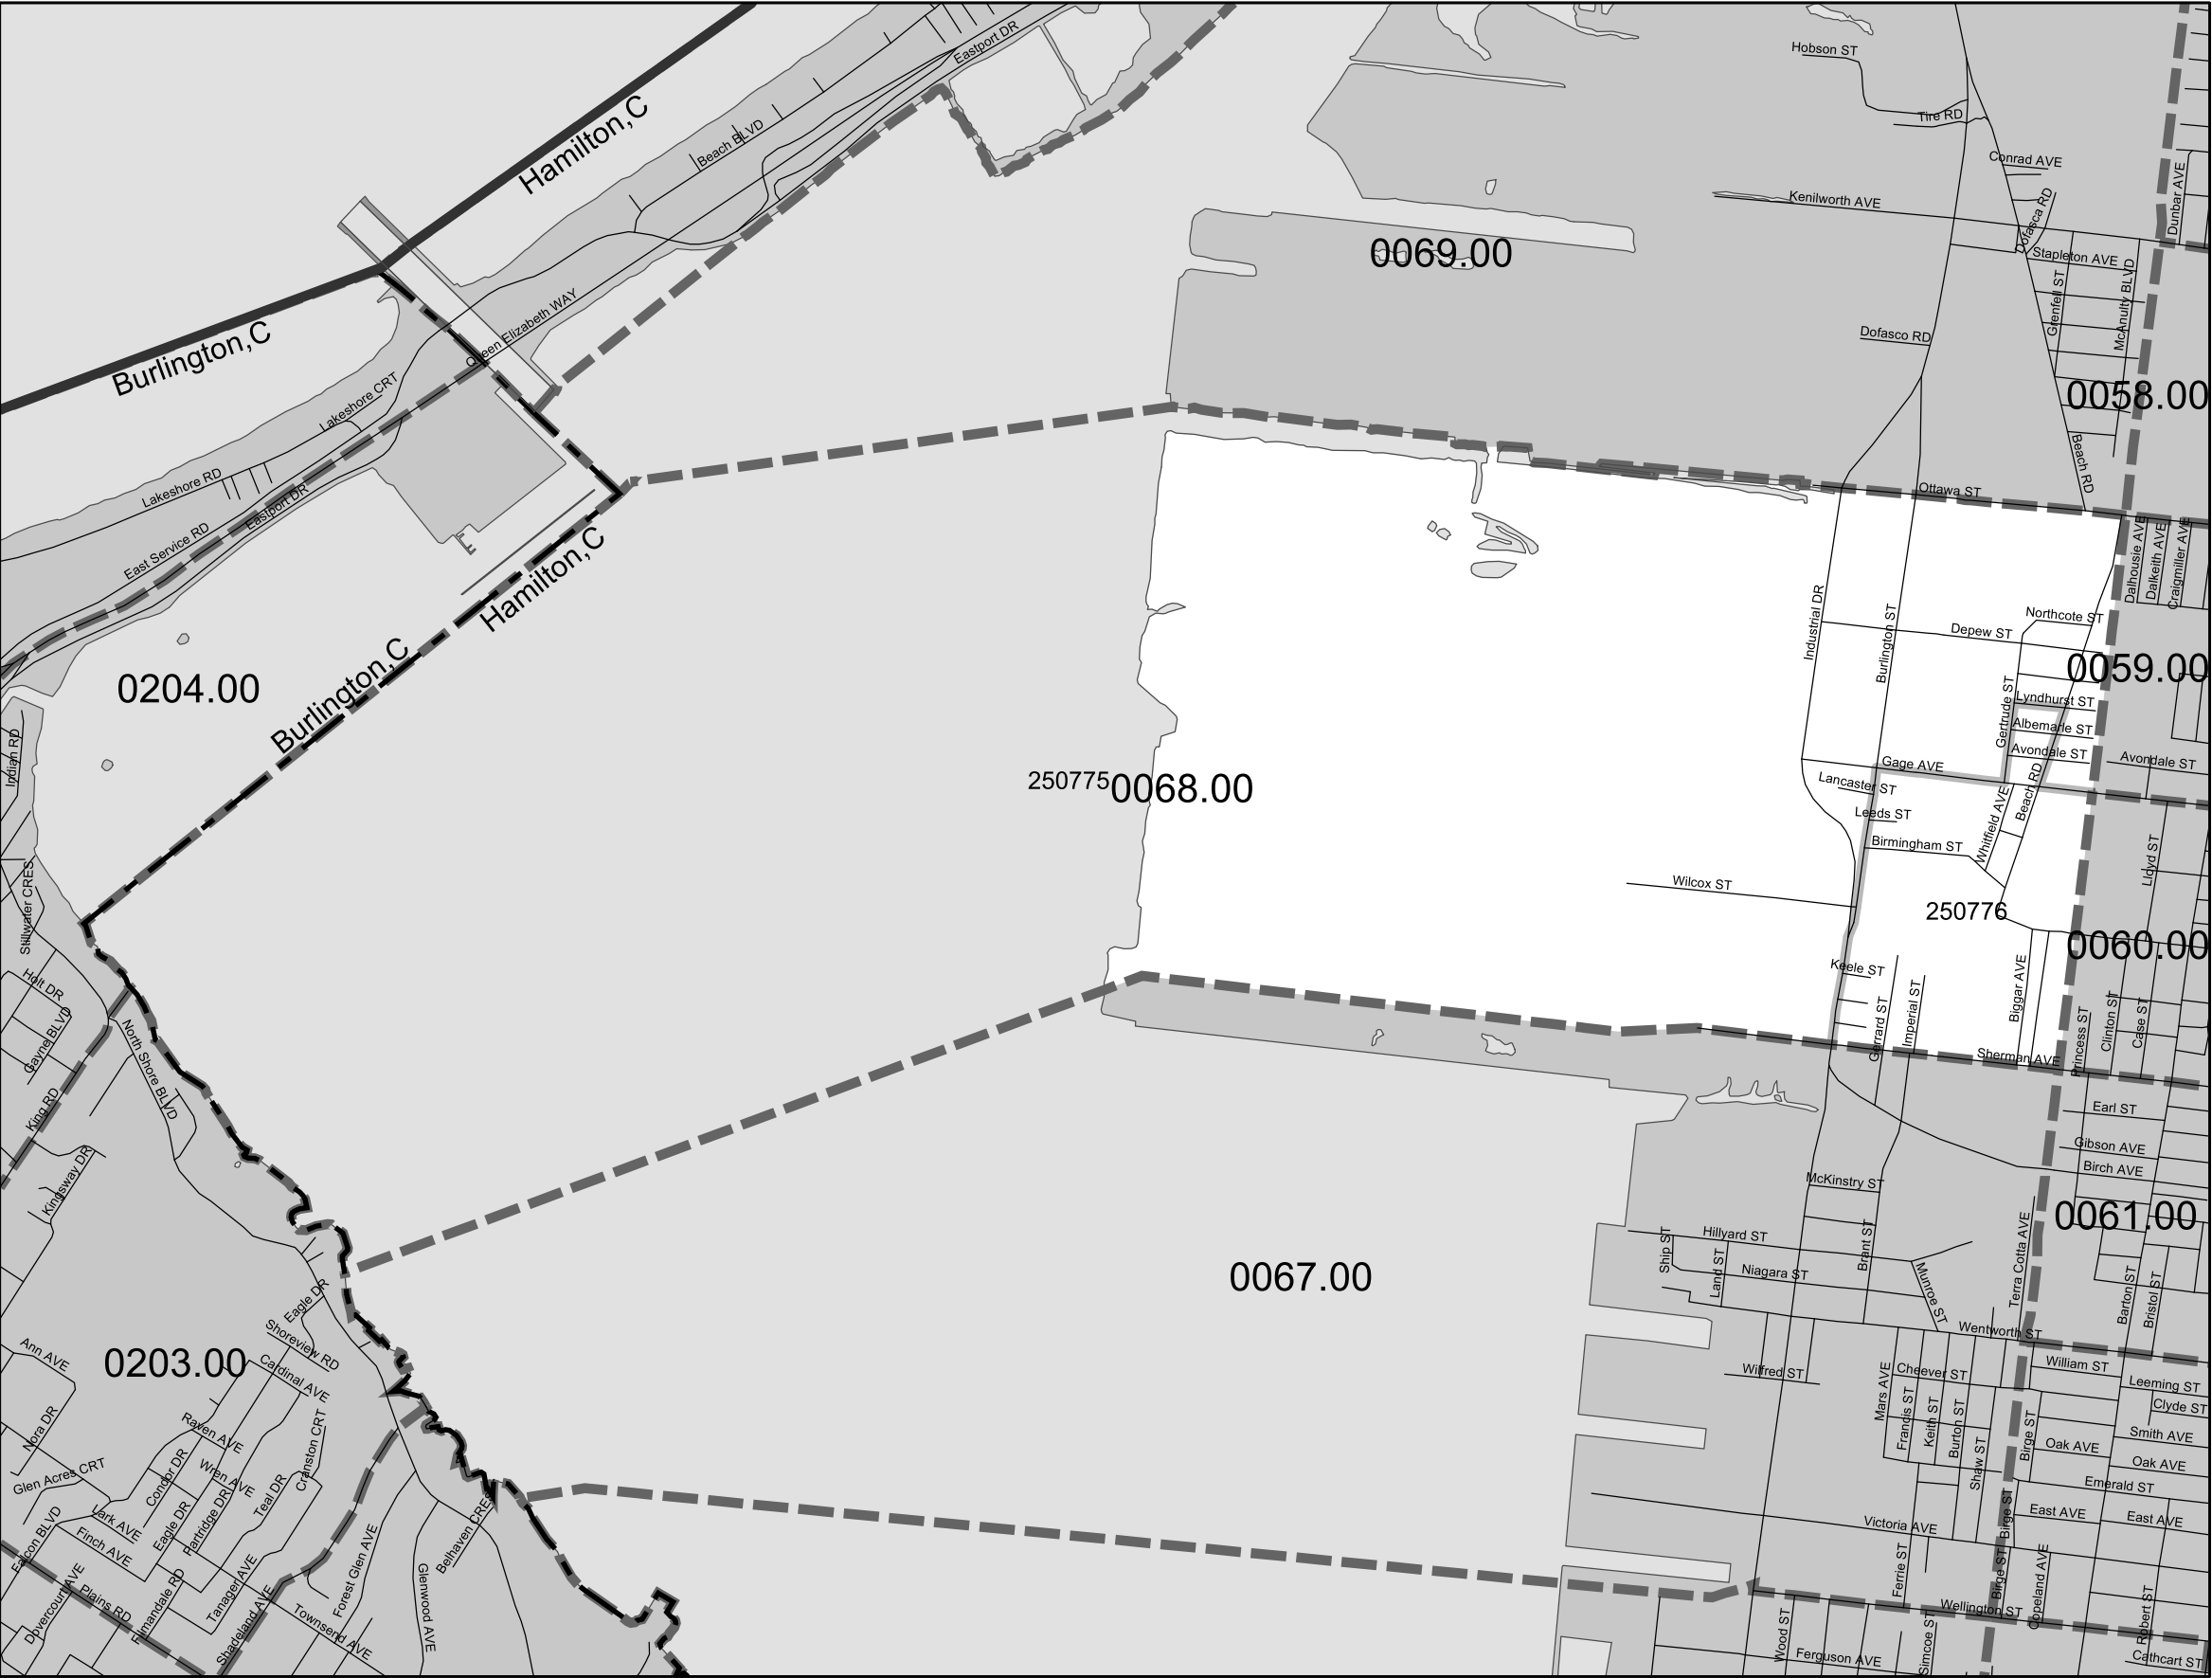 Eastport DR
Hobson ST
Tire RD
Hamilton,C
Beach BLVD
Conrad AVE
Kenilworth AVE
Dofasca RD
Dunbar AVE
0069.00
Stapleton AVE
Grenfell ST
McAnulty BLVD
Queen Elizabeth WAY
Burlington,C
Dofasco RD
Lakeshore CRT
0058.00
Beach RD
Lakeshore RD
Eastport DR
Ottawa ST
East Service RD
Hamilton,C
Dalhousie AVE
Dalkeith AVE
Craigmiller AVE
Industrial DR
Burlington ST
Northcote ST
Depew ST
0059.00
0204.00
Burlington,C
Gertrude ST
Lyndhurst ST
Albemarle ST
Avondale ST
Avondale ST
Indian RD
250775
0068.00
Gage AVE
Lancaster ST
Beach RD
Leeds ST
Whitfield AVE
Birmingham ST
Lloyd ST
Wilcox ST
Stillwater CRES
250776
0060.00
Keele ST
Holt DR
Biggar AVE
Gerrard ST
Imperial ST
Gayne BLVD
North Shore BLVD
Princess ST
Clinton ST
Case ST
Sherman AVE
King RD
Earl ST
Gibson AVE
Birch AVE
Kingsway DR
McKinstry ST
0061.00
Hillyard ST
Ship ST
Land ST
Niagara ST
Brant ST
Munroe ST
Terra Cotta AVE
0067.00
Barton ST
Bristol ST
Eagle DR
Shoreview RD
Wentworth ST
Ann AVE
0203.00
Cardinal AVE
Wilfred ST
Mars AVE
Cheever ST
William ST
Leeming ST
Clyde ST
Francis ST
Keith ST
Burton ST
Shaw ST
Birge ST
Nora DR
Raven AVE
Cranston CRT
Smith AVE
Oak AVE
Oak AVE
Glen Acres CRT
Condor DR
Wren AVE
Teal DR
Emerald ST
Lark AVE
Eagle DR
Partridge DR
Belhaven CRES
Birge ST
East AVE
East AVE
Falcon BLVD
Finch AVE
Victoria AVE
Forest Glen AVE
Glenwood AVE
Ferrie ST
Birge ST
Copeland AVE
Dovercourt AVE
Plains RD
Filmandale RD
Tanager AVE
Shadeland AVE
Townsend AVE
Wellington ST
Robert ST
Wood ST
Simcoe ST
Ferguson AVE
Cathcart ST